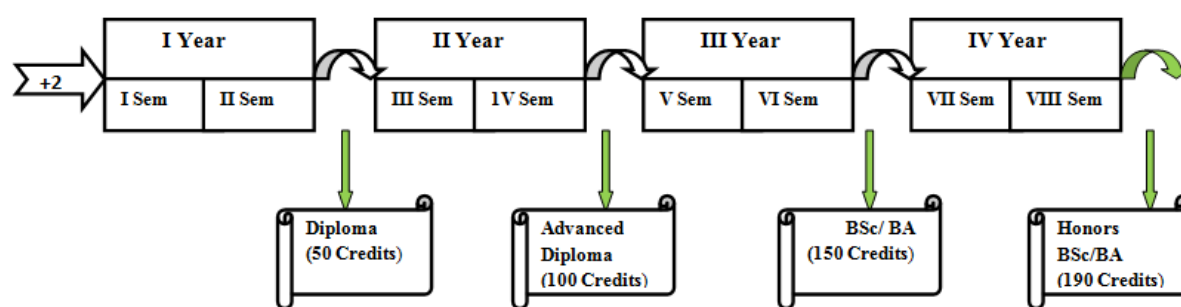 +2
I Year
I Sem
II Sem
II Year
III Sem
1V Sem
III Year
V Sem
VI Sem
IV Year
VII Sem
VIII Sem
Diploma
(50 Credits)
Advanced
Diploma
(100 Credits)
BSc/ BA
(150 Credits)
Honors
BSc/BA
(190 Credits)